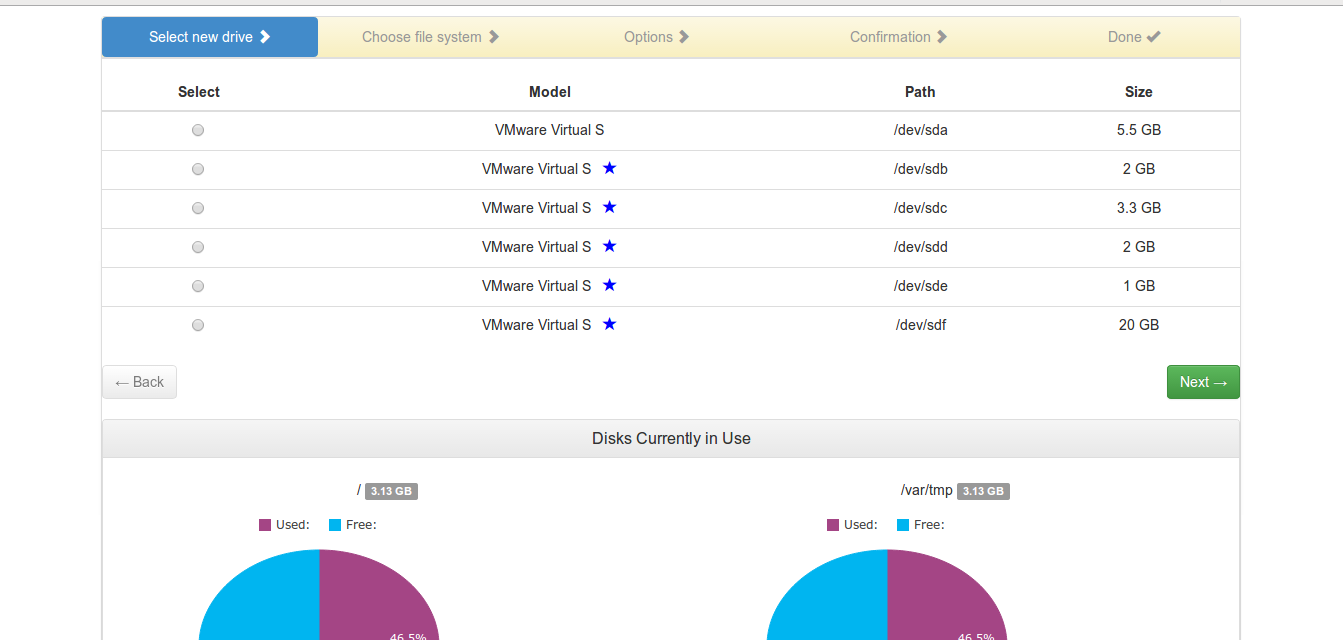 Select new drive Choose file system Options Confirmation Done
Select Model Path Size
VMware Virtual S /dev/sda 5.5 GB
VMware Virtual S /dev/sdb 2 GB
VMware Virtual S /dev/sdc 3.3 GB
VMware Virtual S /dev/sdd 2 GB
VMware Virtual S /dev/sde 1 GB
VMware Virtual S /dev/sdf 20 GB
← Back Next →
Disks Currently in Use
/ 3.13 GB /var/tmp 3.13 GB
Used: Free: Used: Free:
46.5% 46.5%